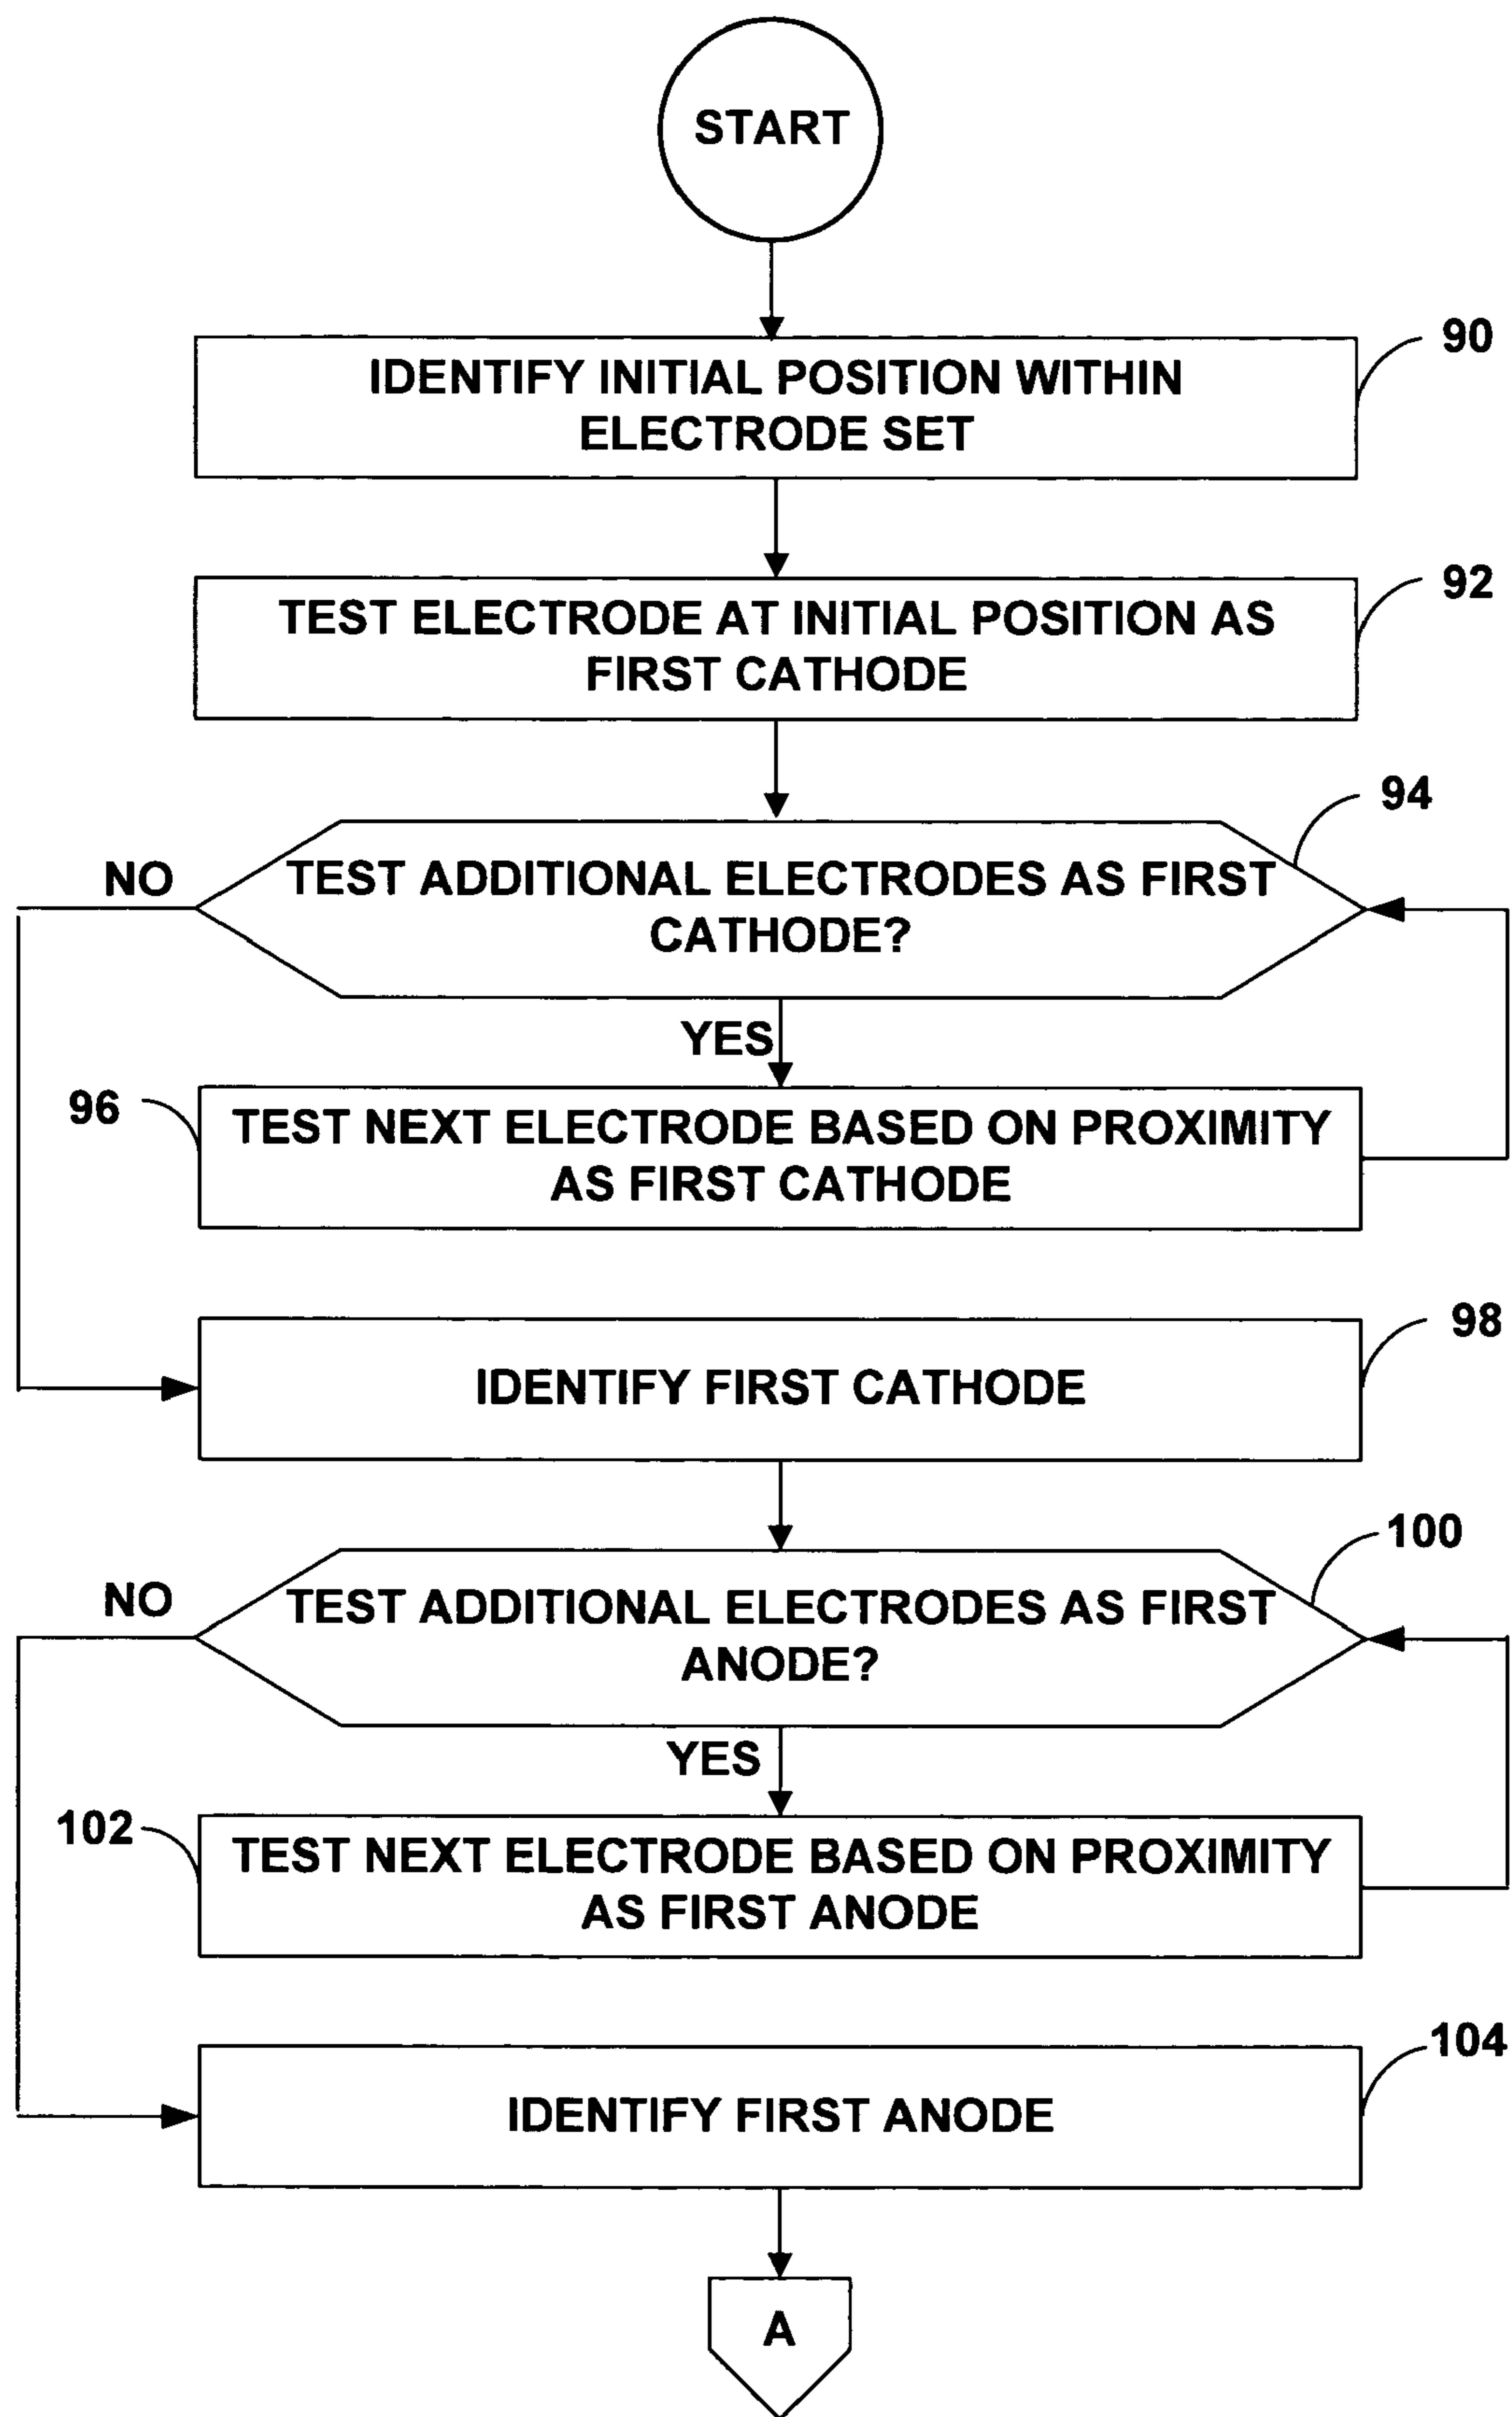 START
90
IDENTIFY INITIAL POSITION WITHIN
ELECTRODE SET
92
TEST ELECTRODE AT INITIAL POSITION AS
FIRST CATHODE
94
NO
TEST ADDITIONAL ELECTRODES AS FIRST
CATHODE?
YES
96
TEST NEXT ELECTRODE BASED ON PROXIMITY
AS FIRST CATHODE
98
IDENTIFY FIRST CATHODE
100
NO
TEST ADDITIONAL ELECTRODES AS FIRST
ANODE?
YES
102
TEST NEXT ELECTRODE BASED ON PROXIMITY
AS FIRST ANODE
104
IDENTIFY FIRST ANODE
A